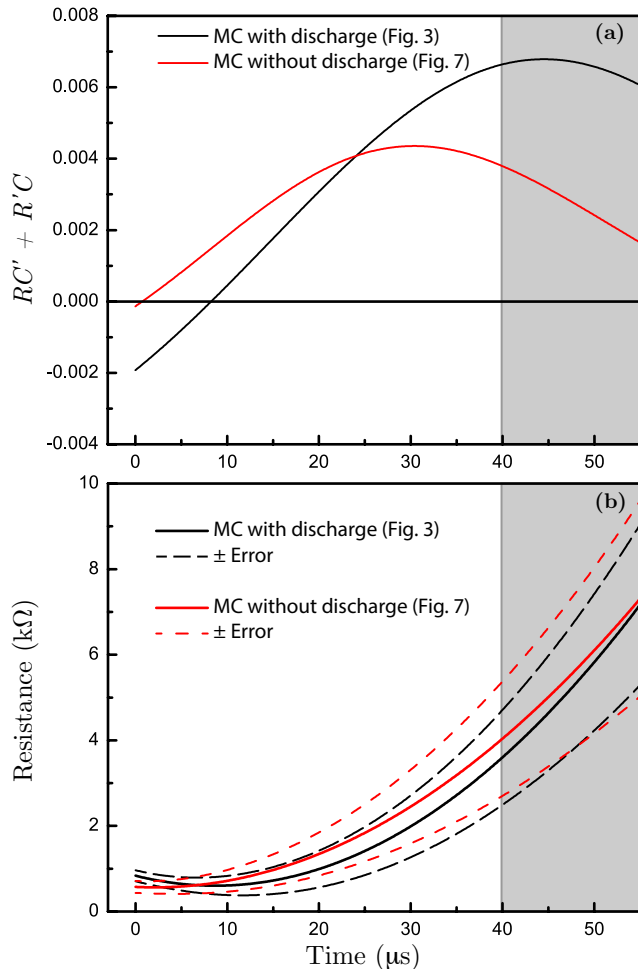 0.008
(a)
MC with discharge (Fig. 3)
MC without discharge (Fig. 7)
0.006
0.004
0.002
0.000
-0.002
-0.004
RC' + R'C
0 10 20 30 40 50
10
(b)
MC with discharge (Fig. 3)
± Error
MC without discharge (Fig. 7)
± Error
8
6
4
2
0
Resistance (kΩ)
0 10 20 30 40 50
Time (μs)